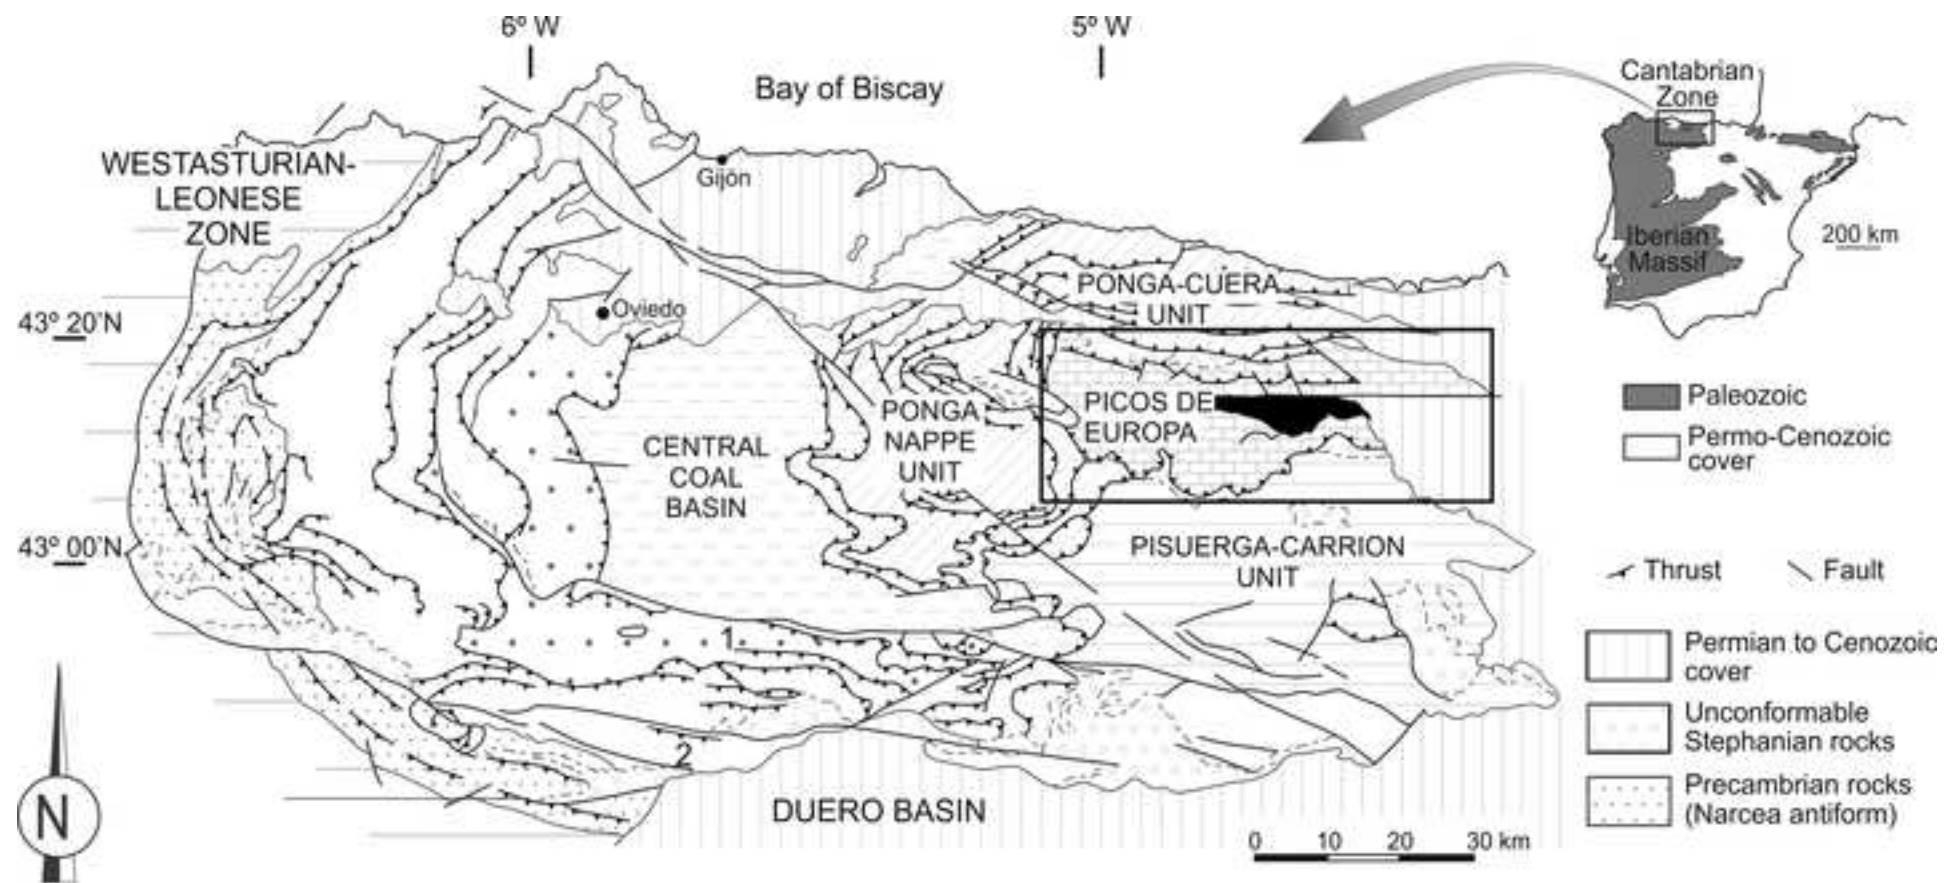 6º W
5º W
Bay of Biscay
Cantabrian
Zone
WESTASTURIAN-
LEONESE
ZONE
Gijón
Iberian
Massif
200 km
PONGA-CUERA
UNIT
Oviedo
43º 20'N
PICOS DE
EUROPA
PONGA
NAPPE
UNIT
CENTRAL
COAL
BASIN
Paleozoic
Permo-Cenozoic
cover
43º 00'N
PISUERGA-CARRION
UNIT
Thrust
Fault
1
Permian to Cenozoic
cover
Unconformable
Stephanian rocks
2
Precambrian rocks
(Narcea antiform)
DUERO BASIN
N
0 10 20 30 km